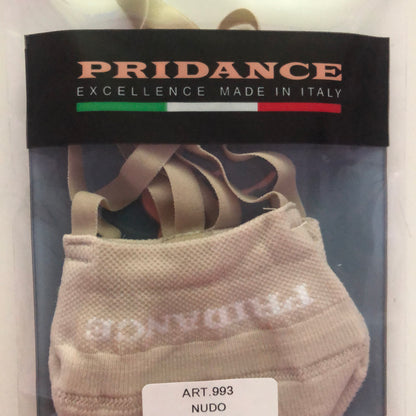 PRIDANCE
EXCELLENCE MADE IN ITALY
PRIDANCE
ART.993
NUDO